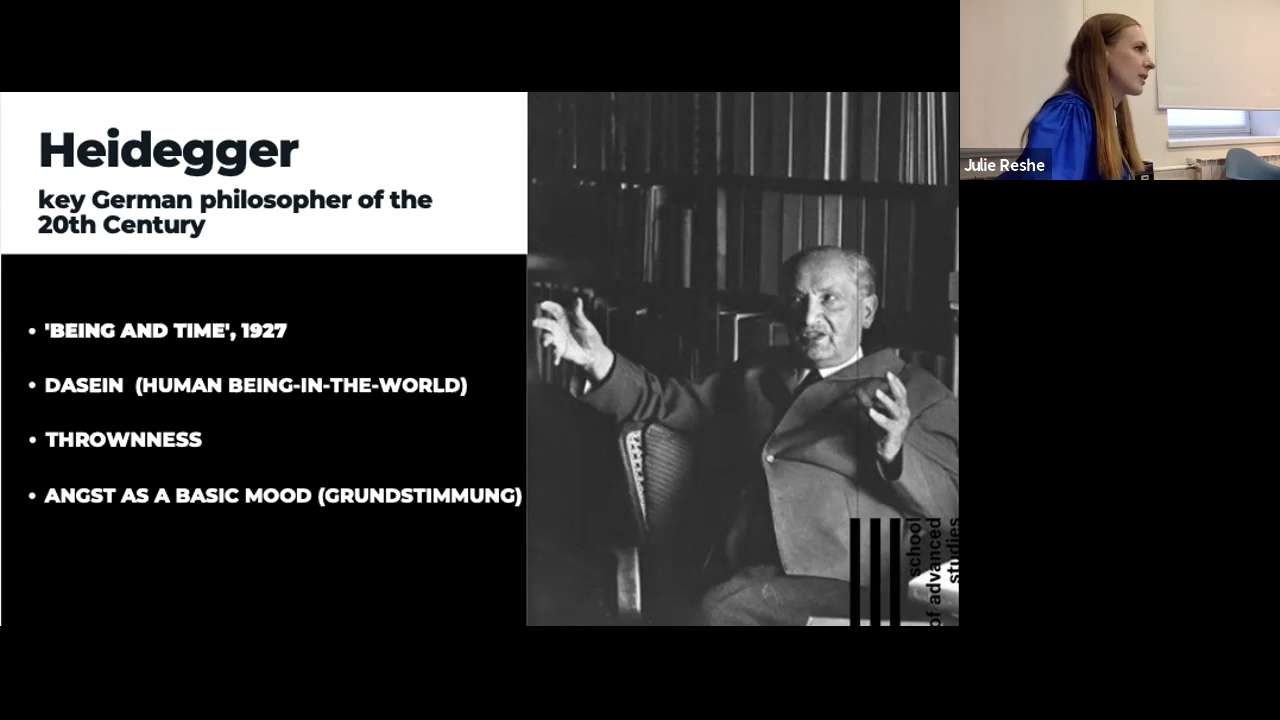 Heidegger
key German philosopher of the
20th Century
• 'BEING AND TIME', 1927
• DASEIN (HUMAN BEING-IN-THE-WORLD)
• THROWNNESS
• ANGST AS A BASIC MOOD (GRUNDSTIMMUNG)
school
of advanced
studies
Julie Reshe